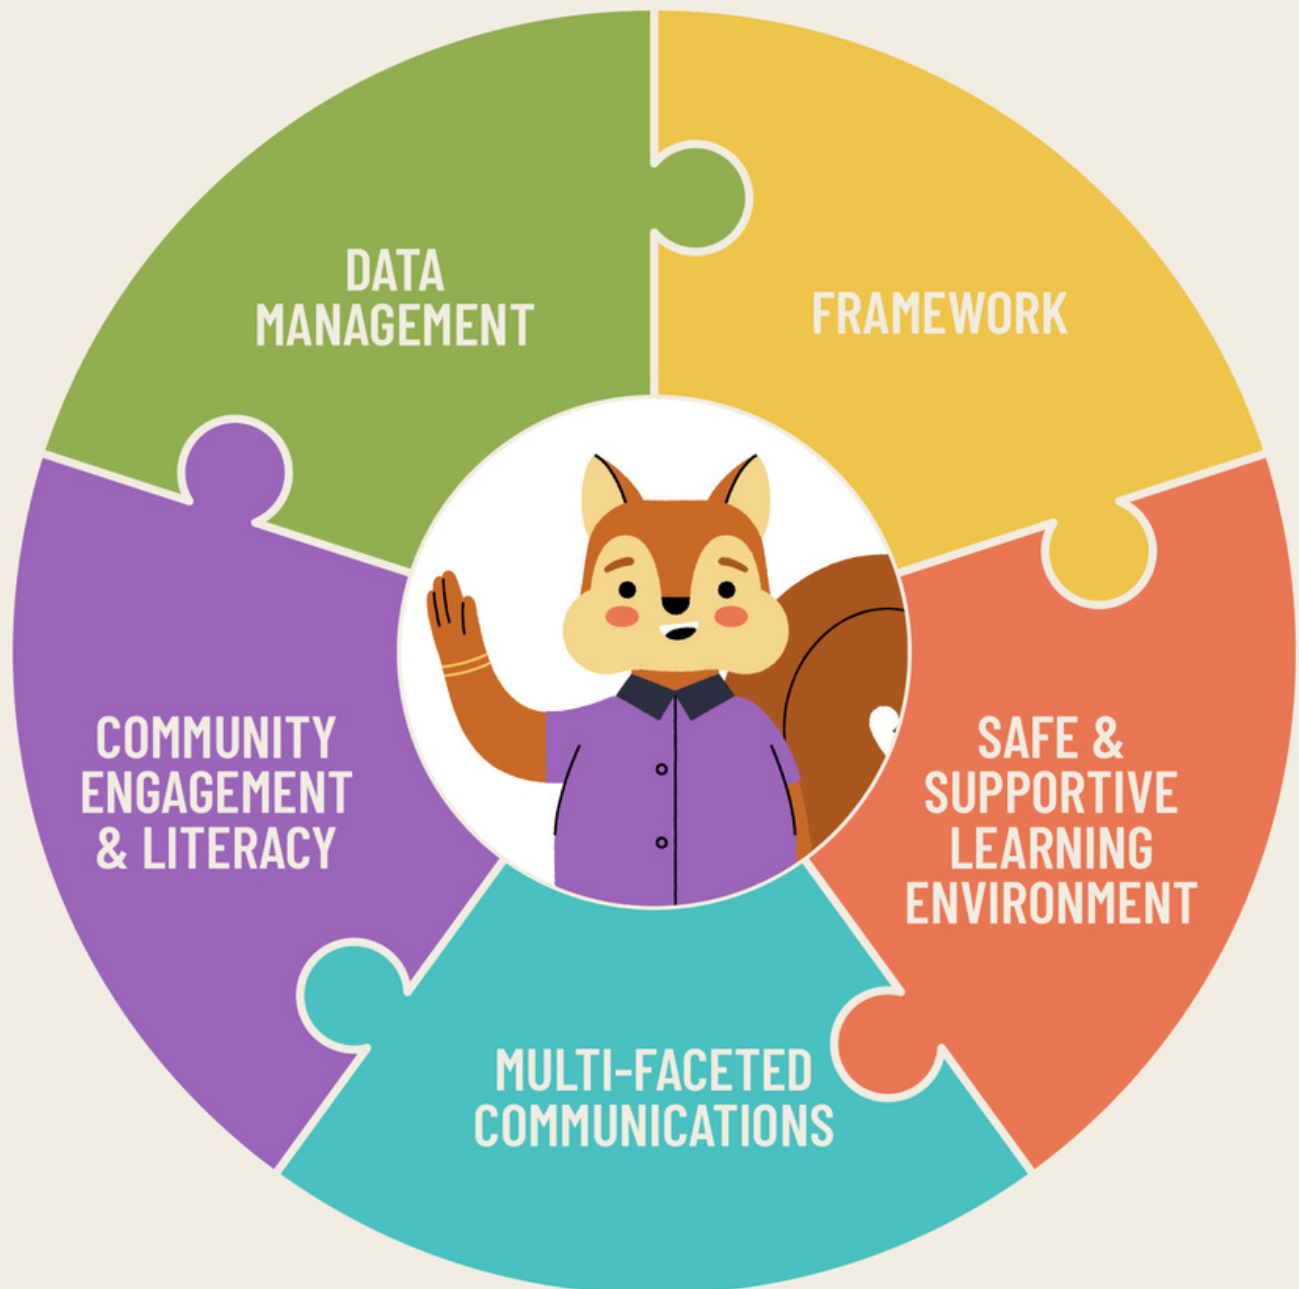 DATA
MANAGEMENT
FRAMEWORK
COMMUNITY
ENGAGEMENT
& LITERACY
SAFE &
SUPPORTIVE
LEARNING
ENVIRONMENT
MULTI-FACETED
COMMUNICATIONS